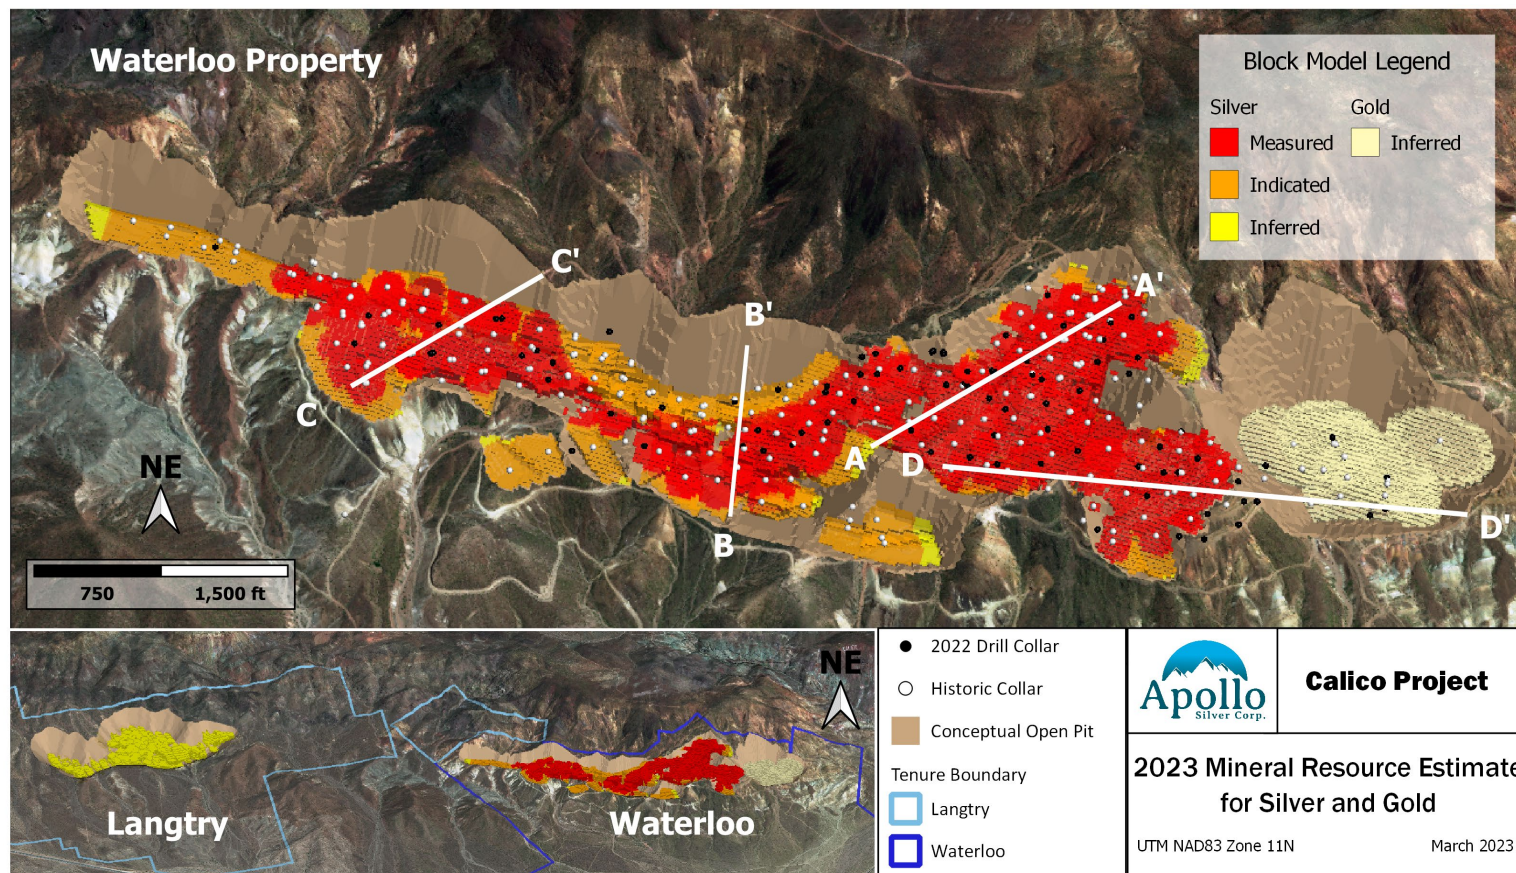 Waterloo Property
Block Model Legend
Silver
Gold
Measured
Inferred
Indicated
Inferred
C'
B'
A'
C
A
D
B
D'
NE
750
1,500 ft
NE
Langtry
Waterloo
2022 Drill Collar
Historic Collar
Conceptual Open Pit
Tenure Boundary
Langtry
Waterloo
Apollo
Silver Corp.
Calico Project
2023 Mineral Resource Estimate
for Silver and Gold
UTM NAD83 Zone 11N
March 2023